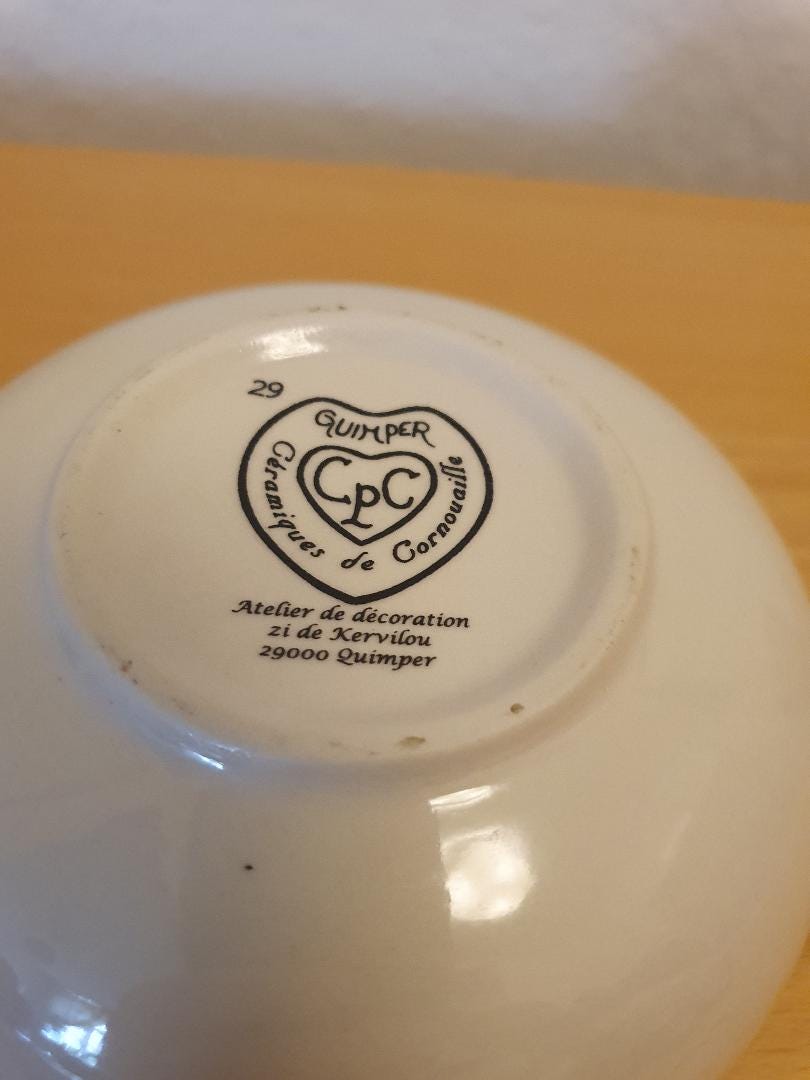 29
QUIMPER
Céramiques de Cornouaille
CPC
Atelier de décoration
zi de Kervilou
29000 Quimper